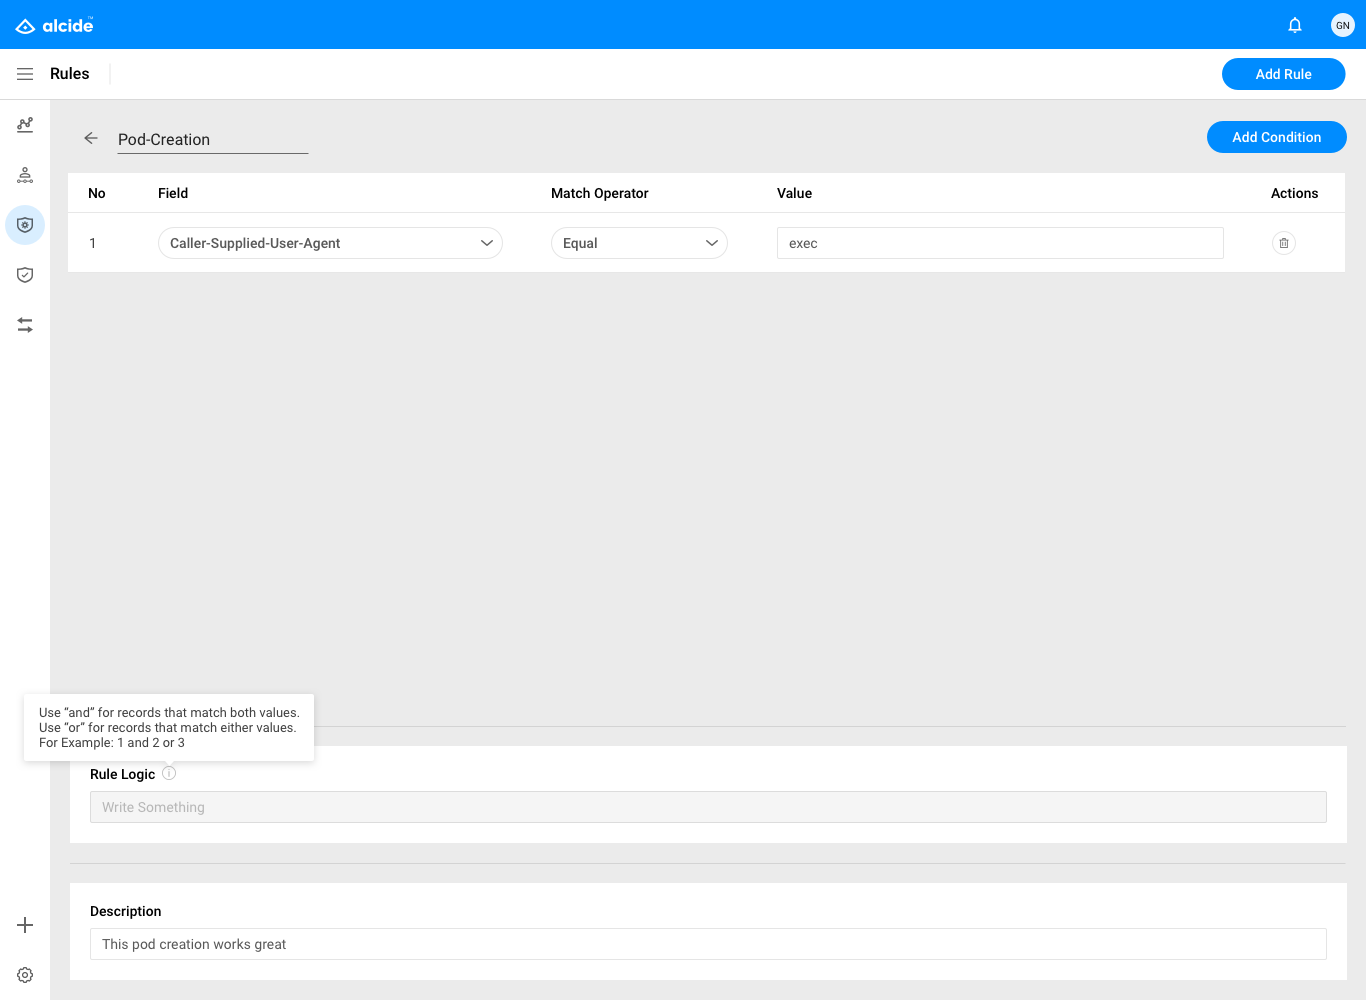 alcide™
GN
Rules
Add Rule
Pod-Creation
Add Condition
No Field Match Operator Value Actions
1 Caller-Supplied-User-Agent Equal exec
Use “and” for records that match both values.
Use “or” for records that match either values.
For Example: 1 and 2 or 3
Rule Logic
Write Something
Description
This pod creation works great